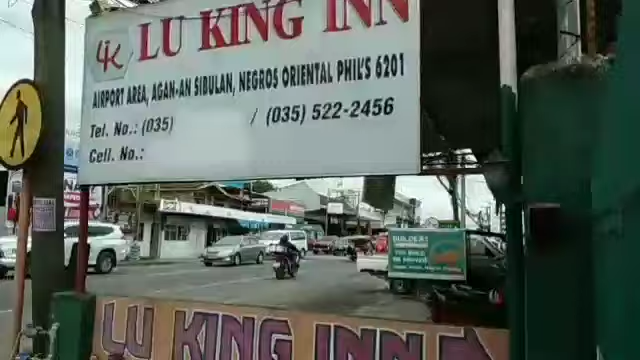 LK LU KING INN
AIRPORT AREA, AGAN-AN SIBULAN, NEGROS ORIENTAL PHIL'S 6201
Tel. No.: (035) / (035) 522-2456
Cell. No.:
BUILDERS
LU KING INN